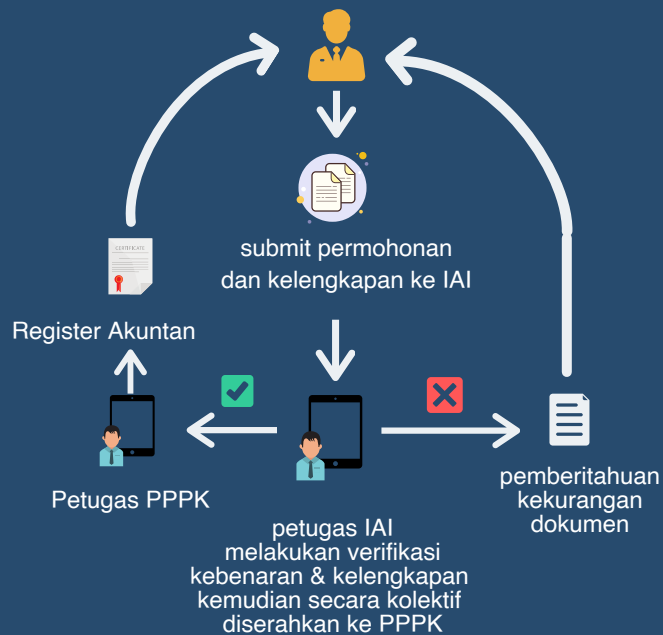 submit permohonan
dan kelengkapan ke IAI
CERTIFICATE
Register Akuntan
Petugas PPPK
petugas IAI
melakukan verifikasi
kebenaran & kelengkapan
kemudian secara kolektif
diserahkan ke PPPK
pemberitahuan
kekurangan
dokumen